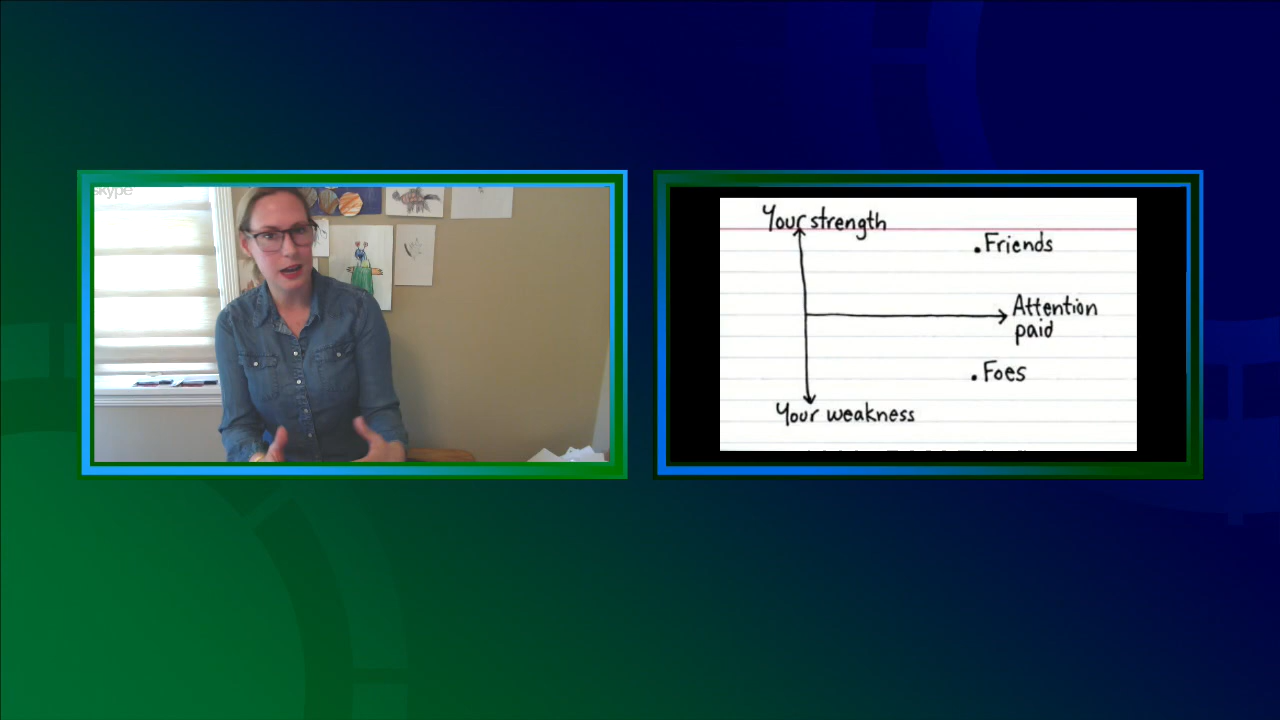 skype
Your strength
Friends
Attention
paid
Foes
Your weakness